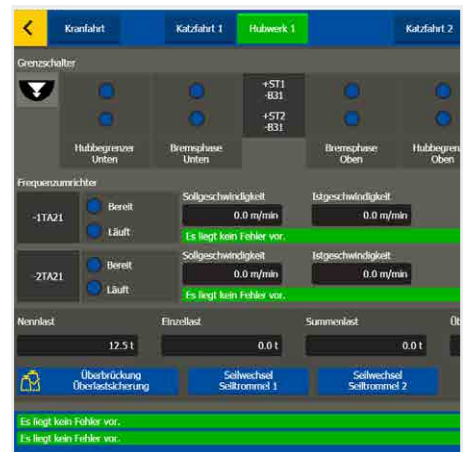 Kranfahrt Katzfahrt 1 Hubwerk 1 Katzfahrt 2
Grenzschalter
+ST1
-B31
+ST2
-B31
Hubbegrenzer Bremsphase Bremsphase Hubbegren
Unten Unten Oben Oben
Frequenzumrichter
Sollgeschwindigkeit Istgeschwindigkeit
-1TA21 Bereit 0.0 m/min 0.0 m/min
Läuft Es liegt kein Fehler vor.
Sollgeschwindigkeit Istgeschwindigkeit
-2TA21 Bereit 0.0 m/min 0.0 m/min
Läuft Es liegt kein Fehler vor.
Nennlast Einzellast Summenlast Üb
12.5 t 0.0 t 0.0 t
Überbrückung Seilwechsel Seilwechsel
Überlastsicherung Seiltrommel 1 Seiltrommel 2
Es liegt kein Fehler vor.
Es liegt kein Fehler vor.